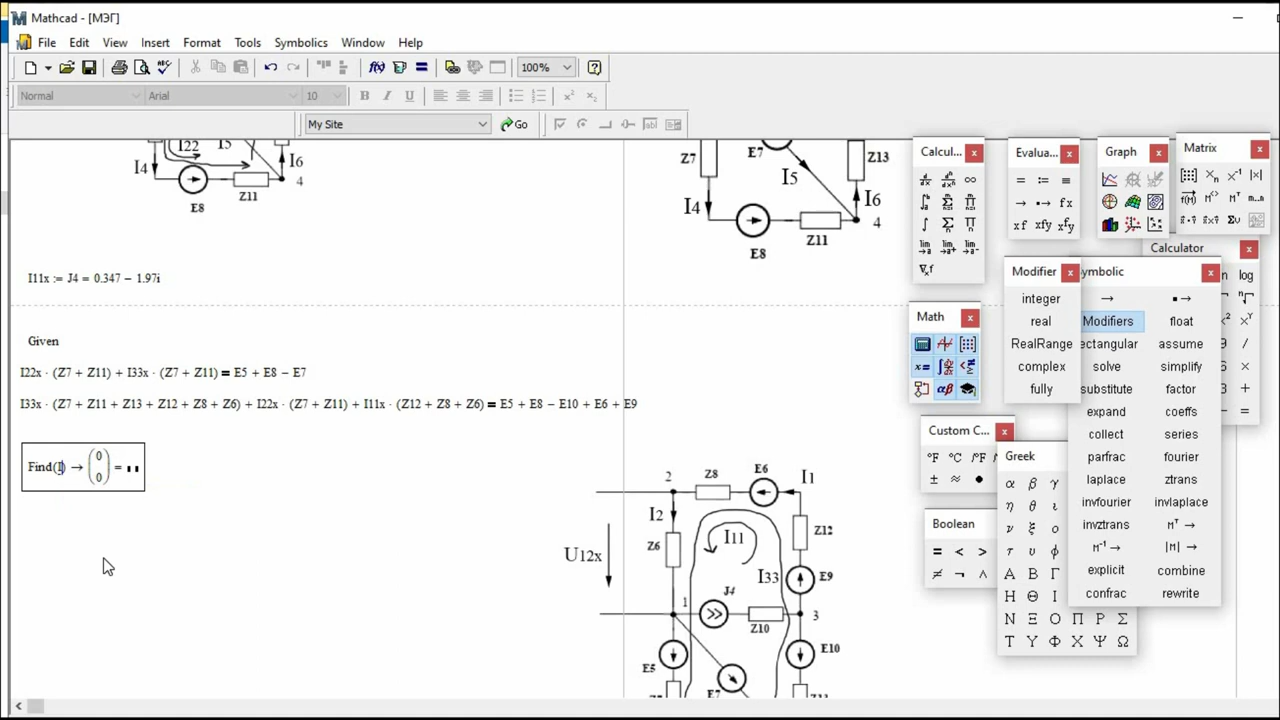 Mathcad - [МЭГ]
File Edit View Insert Format Tools Symbolics Window Help
100%
Normal Arial 10 B I U
My Site Go
I22 I5 I6
I4 4
E8 Z11
E7
Z7 Z13
I5
I4 I6
Z11 4
E8
I11x := J4 = 0.347 − 1.97i
Given
I22x · (Z7 + Z11) + I33x · (Z7 + Z11) = E5 + E8 − E7
I33x · (Z7 + Z11 + Z13 + Z12 + Z8 + Z6) + I22x · (Z7 + Z11) + I11x · (Z12 + Z8 + Z6) = E5 + E8 − E10 + E6 + E9
Find(I) → (0 0) =
2 Z8 E6 I1
I2
Z6 I11 Z12
U12x
I33 E9
J4
1 3
Z10
E5 E10
E7
Calcul...
Evalua...
Graph
Matrix
Calculator
log
Math
Modifier
integer
real
RealRange
complex
fully
ymbolic
→ ▪ →
Modifiers float
ectangular assume
solve simplify
substitute factor
expand coeffs
collect series
parfrac fourier
laplace ztrans
invfourier invlaplace
invztrans Mᵀ →
M⁻¹ → |M| →
explicit combine
confrac rewrite
Custom C...
°F °C /°F
± ≈ ●
Boolean
= < >
≠ ¬ ∧
Greek
α β γ
η θ ι
ν ξ ο
τ υ ϕ
Α Β Γ
Η Θ Ι
Ν Ξ Ο Π Ρ Σ
Τ Υ Φ Χ Ψ Ω